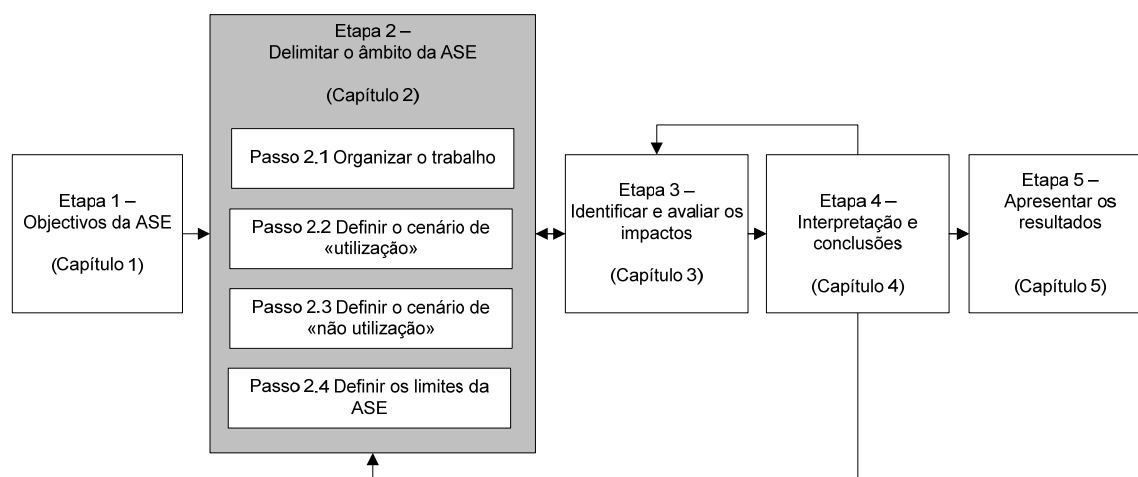 Etapa 1 –
Objectivos da ASE
(Capítulo 1)
Etapa 2 –
Delimitar o âmbito da ASE
(Capítulo 2)
Passo 2.1 Organizar o trabalho
Passo 2.2 Definir o cenário de
«utilização»
Passo 2.3 Definir o cenário de
«não utilização»
Passo 2.4 Definir os limites da
ASE
Etapa 3 –
Identificar e avaliar os
impactos
(Capítulo 3)
Etapa 4 –
Interpretação e
conclusões
(Capítulo 4)
Etapa 5 –
Apresentar os
resultados
(Capítulo 5)